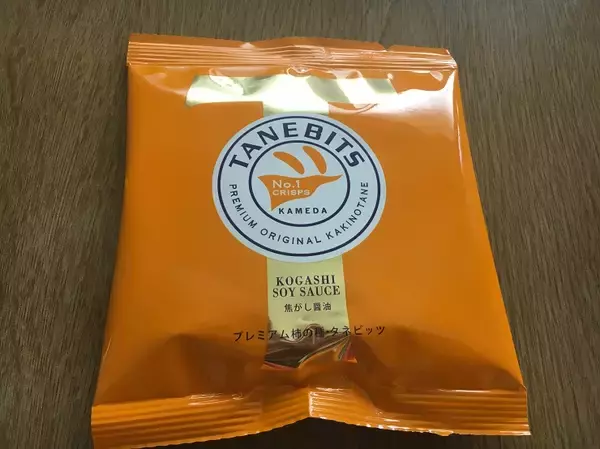 TANEBITS
No.1
CRISPS
KAMEDA
PREMIUM ORIGINAL KAKINOTANE
KOGASHI
SOY SAUCE
焦がし醤油
プレミアム柿の種・タネビッツ